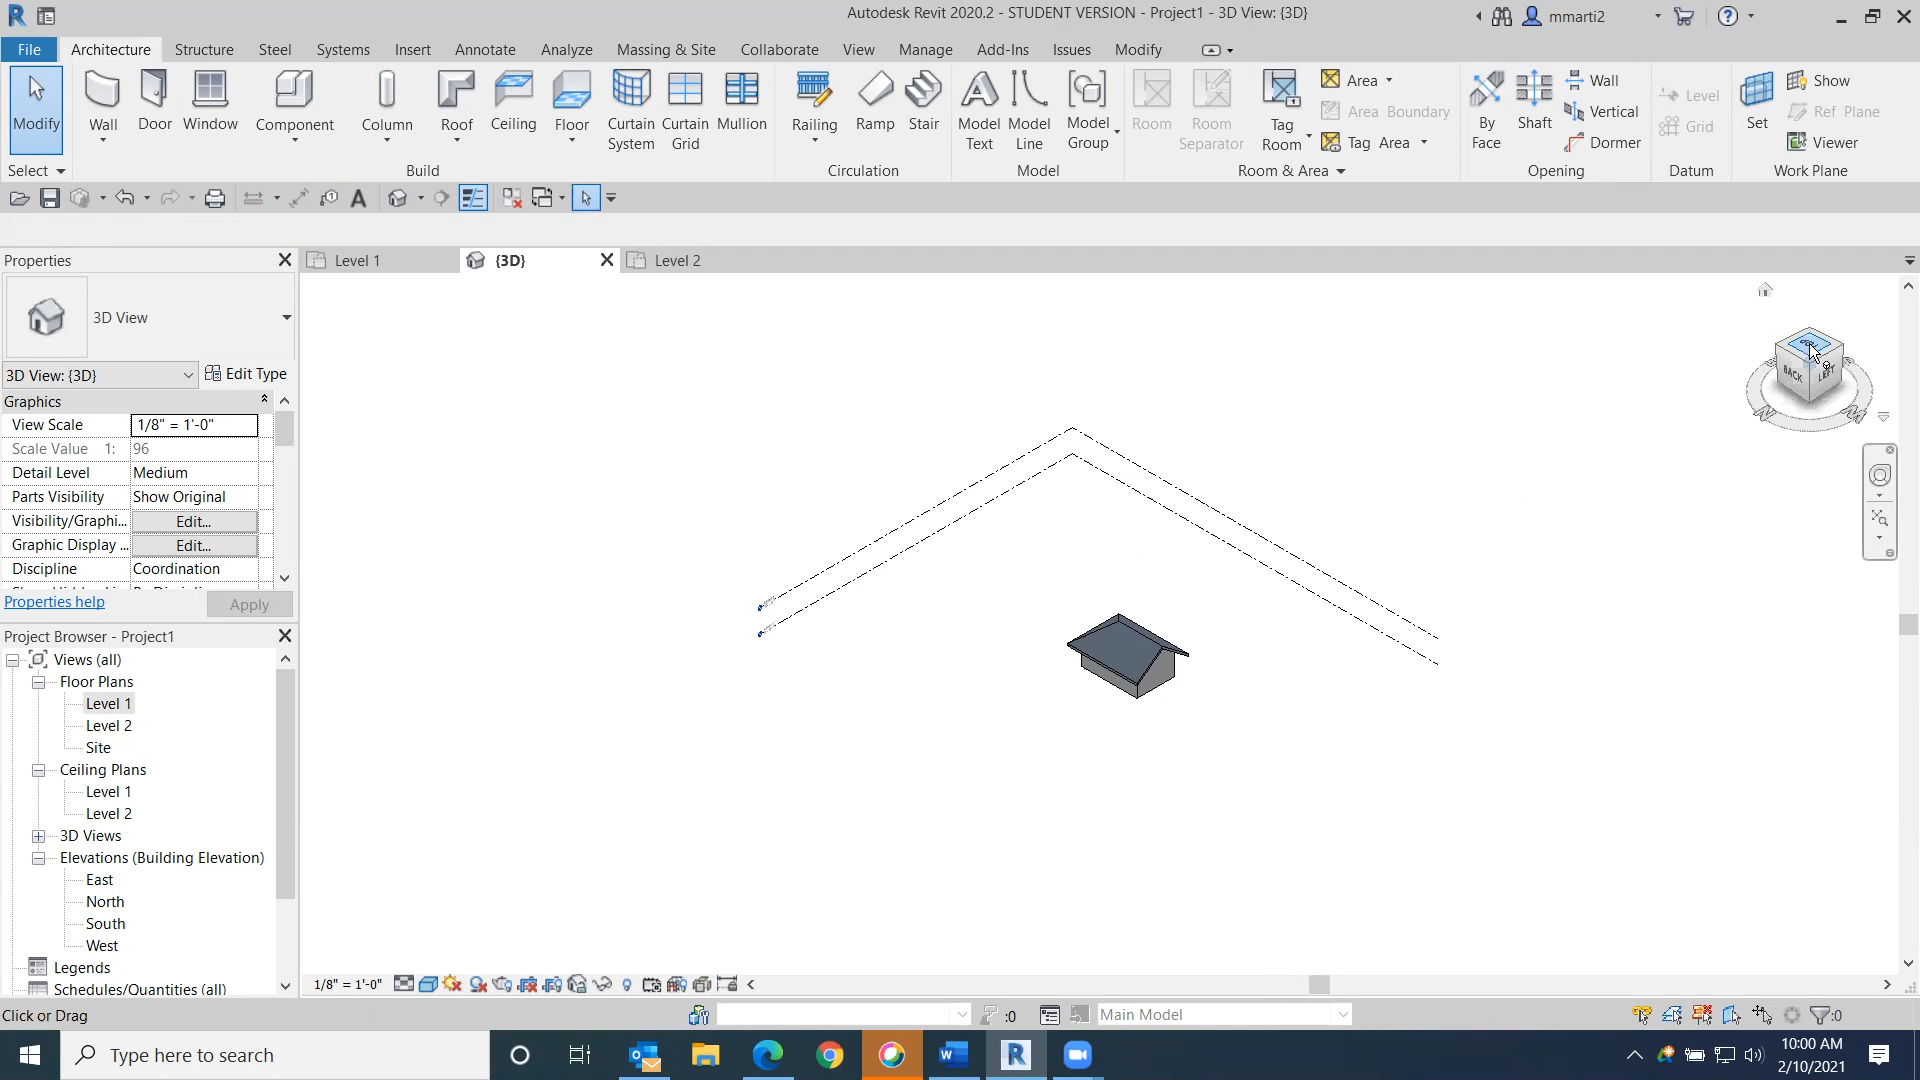 Autodesk Revit 2020.2 - STUDENT VERSION - Project1 - 3D View: {3D}
mmarti2
File Architecture Structure Steel Systems Insert Annotate Analyze Massing & Site Collaborate View Manage Add-Ins Issues Modify
Modify Wall Door Window Component Column Roof Ceiling Floor Curtain System Curtain Grid Mullion Railing Ramp Stair Model Text Model Line Model Group Room Room Separator Tag Room By Face Shaft Set
Area Wall Level Show
Area Boundary Vertical Grid Ref Plane
Tag Area Dormer Viewer
Select Build Circulation Model Room & Area Opening Datum Work Plane
Properties
Level 1 {3D} Level 2
3D View
3D View: {3D} Edit Type
Graphics
View Scale 1/8" = 1'-0"
Scale Value 1: 96
Detail Level Medium
Parts Visibility Show Original
Visibility/Graphi... Edit...
Graphic Display ... Edit...
Discipline Coordination
Properties help Apply
BACK LEFT
Project Browser - Project1
Views (all)
Floor Plans
Level 1
Level 2
Site
Ceiling Plans
Level 1
Level 2
3D Views
Elevations (Building Elevation)
East
North
South
West
Legends
Schedules/Quantities (all)
1/8" = 1'-0"
Click or Drag :0 Main Model :0
Type here to search
10:00 AM
2/10/2021